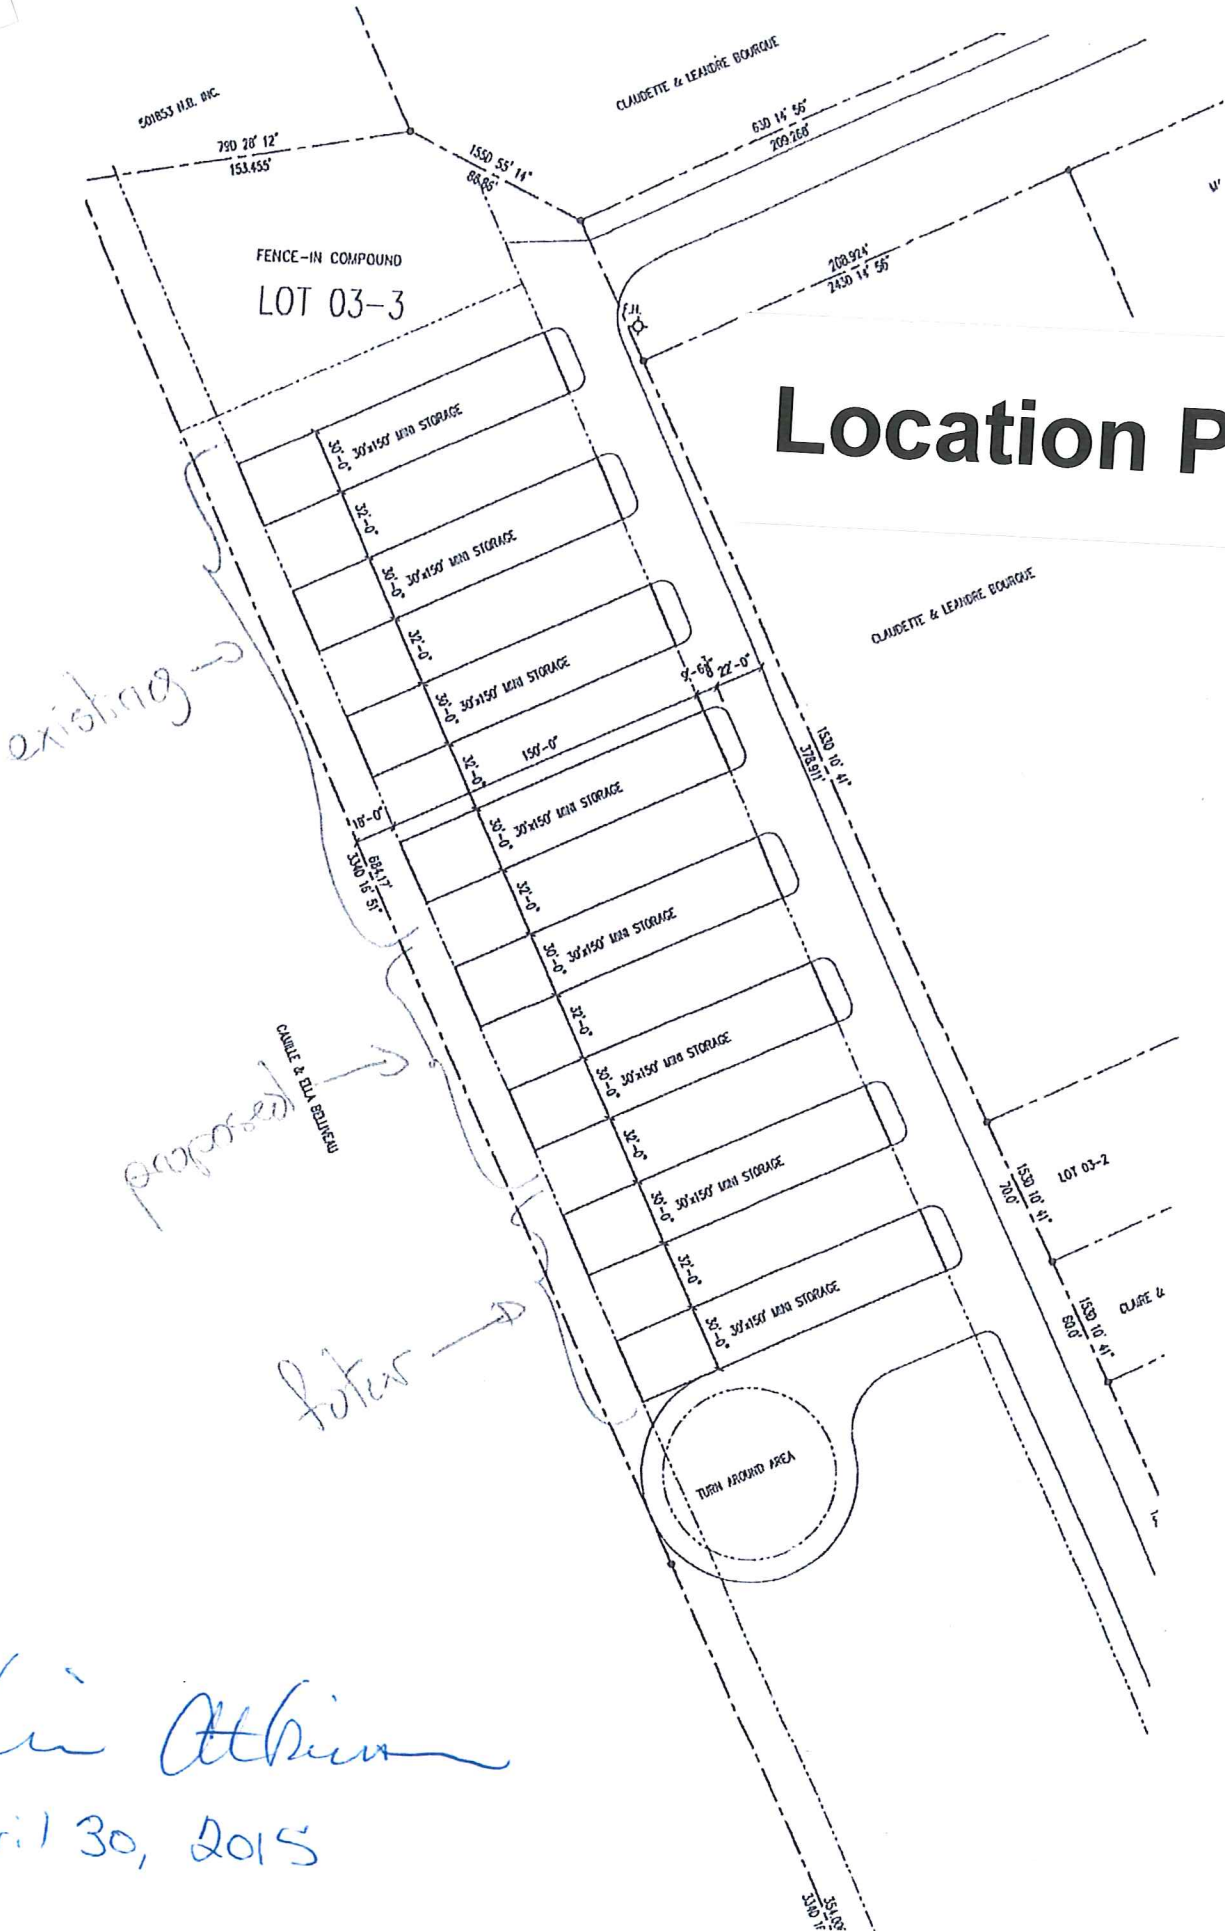 501853 N.B. INC.
CLAUDETTE & LEANDRE BOURQUE
79D 28' 12"
153.455'
155D 55' 14"
88.86'
63D 14' 56"
209.268'
FENCE-IN COMPOUND
LOT 03-3
208.924'
243D 14' 56"
F.H.
Location P
30'-0"
30'x150' MINI STORAGE
32'-0"
30'-0"
30'x150' MINI STORAGE
32'-0"
CLAUDETTE & LEANDRE BOURQUE
30'-0"
30'x150' MINI STORAGE
22'-0"
existing
32'-0"
150'-0"
153D 10' 41"
378.911'
18'-0"
30'-0"
30'x150' MINI STORAGE
684.17'
334D 16' 51"
32'-0"
30'-0"
30'x150' MINI STORAGE
32'-0"
CAMILLE & ELLA BELLIVEAU
proposed
30'-0"
30'x150' MINI STORAGE
32'-0"
30'-0"
30'x150' MINI STORAGE
153D 10' 41"
70.0'
LOT 03-2
32'-0"
futur
30'-0"
30'x150' MINI STORAGE
153D 10' 41"
60.0'
CLAIRE &
TURN AROUND AREA
30, 2015